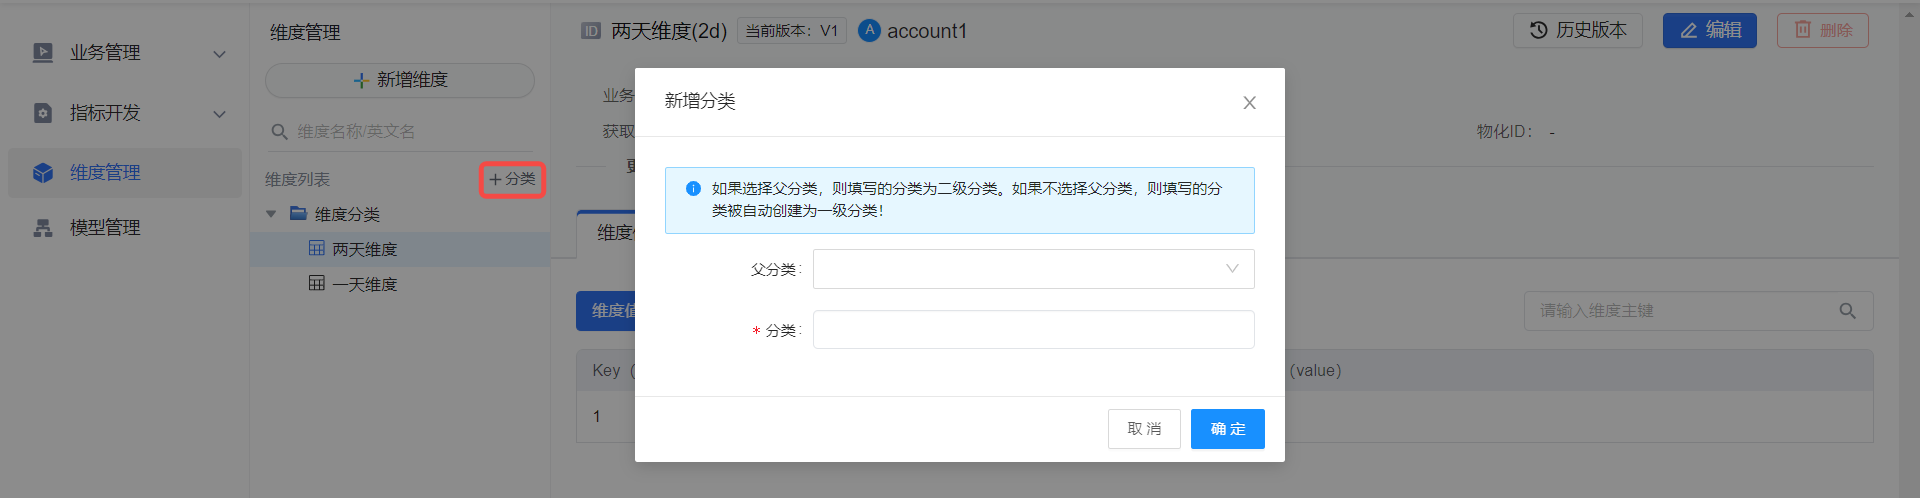 业务管理
指标开发
维度管理
模型管理
维度管理
新增维度
维度名称/英文名
维度列表
+分类
维度分类
两天维度
一天维度
ID 两天维度(2d) 当前版本：V1 A account1
历史版本 编辑 删除
业务
获取
物化ID： -
更
维度
维度值
请输入维度主键
Key (
(value)
1
新增分类
如果选择父分类，则填写的分类为二级分类。如果不选择父分类，则填写的分
类被自动创建为一级分类！
父分类：
* 分类：
取 消 确 定